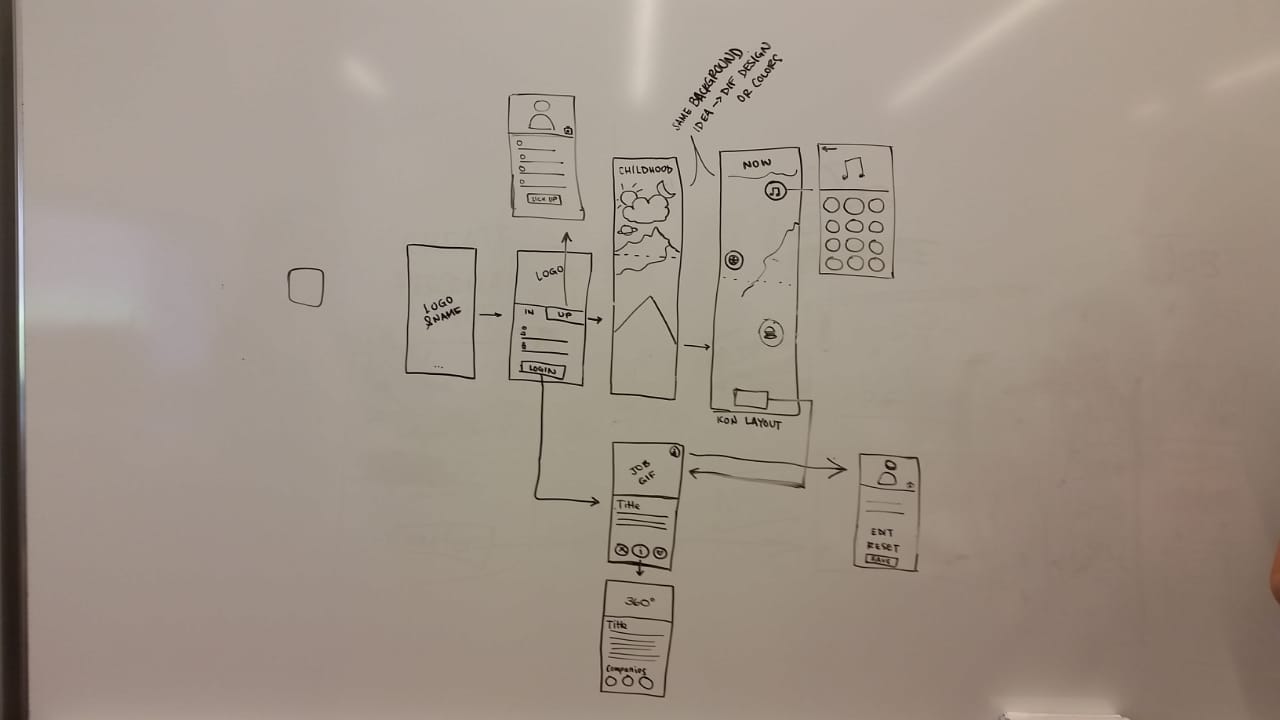 SAME BACKGROUND
IDEA → DIF DESIGN
OR COLORS
SIGN UP
CHILDHOOD
NOW
LOGO
&NAME
...
LOGO
IN
UP
LOGIN
IKON LAYOUT
JOB
GIF
Title
i
EDIT
RESET
SAVE
360°
Title
Companies